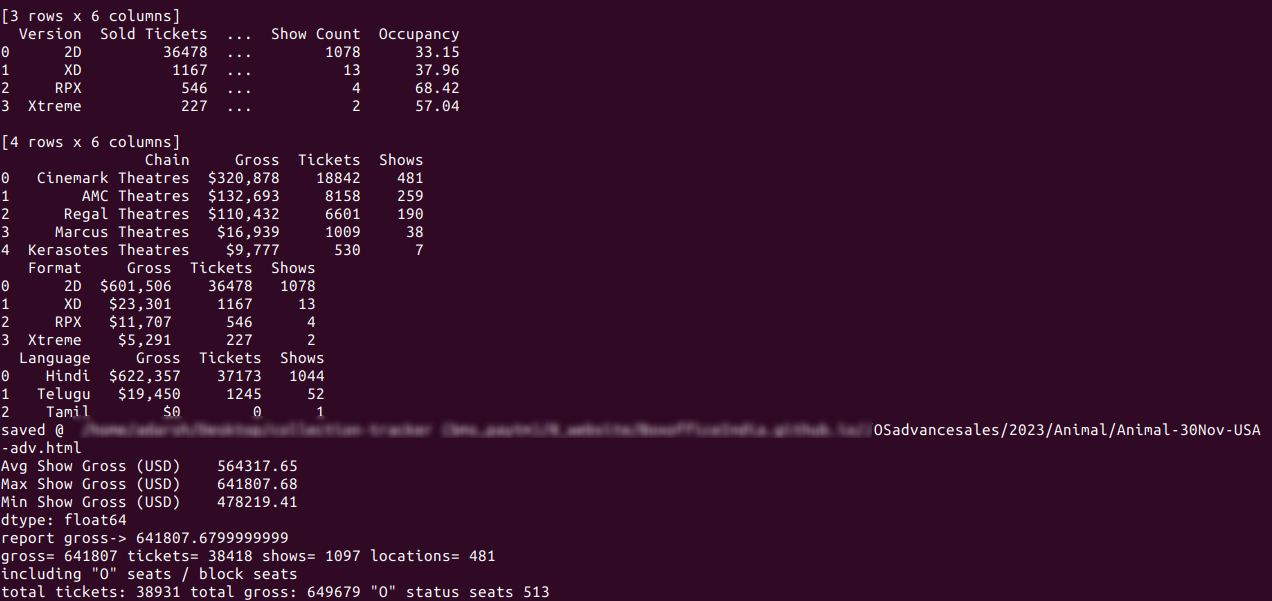 [3 rows x 6 columns]
  Version  Sold Tickets  ...  Show Count  Occupancy
0      2D         36478  ...        1078      33.15
1      XD          1167  ...          13      37.96
2     RPX           546  ...           4      68.42
3  Xtreme           227  ...           2      57.04
[4 rows x 6 columns]
                Chain     Gross  Tickets  Shows
0   Cinemark Theatres  $320,878    18842    481
1        AMC Theatres  $132,693     8158    259
2      Regal Theatres  $110,432     6601    190
3     Marcus Theatres   $16,939     1009     38
4  Kerasotes Theatres    $9,777      530      7
   Format     Gross  Tickets  Shows
0      2D  $601,506    36478   1078
1      XD   $23,301     1167     13
2     RPX   $11,707      546      4
3  Xtreme    $5,291      227      2
  Language     Gross  Tickets  Shows
0    Hindi  $622,357    37173   1044
1   Telugu   $19,450     1245     52
2    Tamil        $0        0      1
saved @ OSadvancesales/2023/Animal/Animal-30Nov-USA
-adv.html
Avg Show Gross (USD)    564317.65
Max Show Gross (USD)    641807.68
Min Show Gross (USD)    478219.41
dtype: float64
report gross-> 641807.6799999999
gross= 641807 tickets= 38418 shows= 1097 locations= 481
including "O" seats / block seats
total tickets: 38931 total gross: 649679 "O" status seats 513